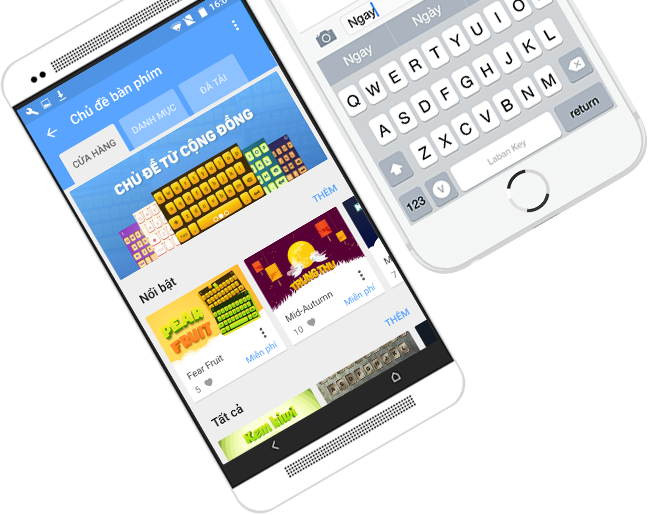 16:0
Chủ đề bàn phím
CỬA HÀNG
DANH MỤC
ĐÃ TẢI
CHỦ ĐỀ TỪ CỘNG ĐỒNG
Nổi bật
THÊM
PEAR
FRUIT
Fear Fruit
5
Miễn phí
TRUNG THU
Mid-Autumn
10
Miễn phí
M
7
Tất cả
THÊM
Kem kiwi
A S D F G H J K L
Ngay
Ngay
Ngày
Q W E R T Y U I O
A S D F G H J K L
Z X C V B N M
123
V
Laban Key
return